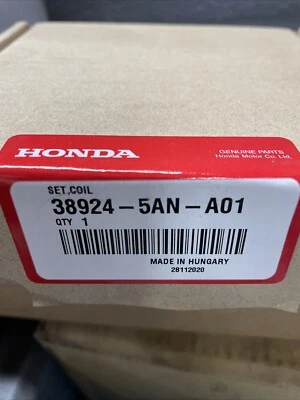 HONDA
GENUINE PARTS
Honda Motor Co., Ltd.
SET,COIL
38924-5AN-A01
QTY 1
MADE IN HUNGARY
28112020